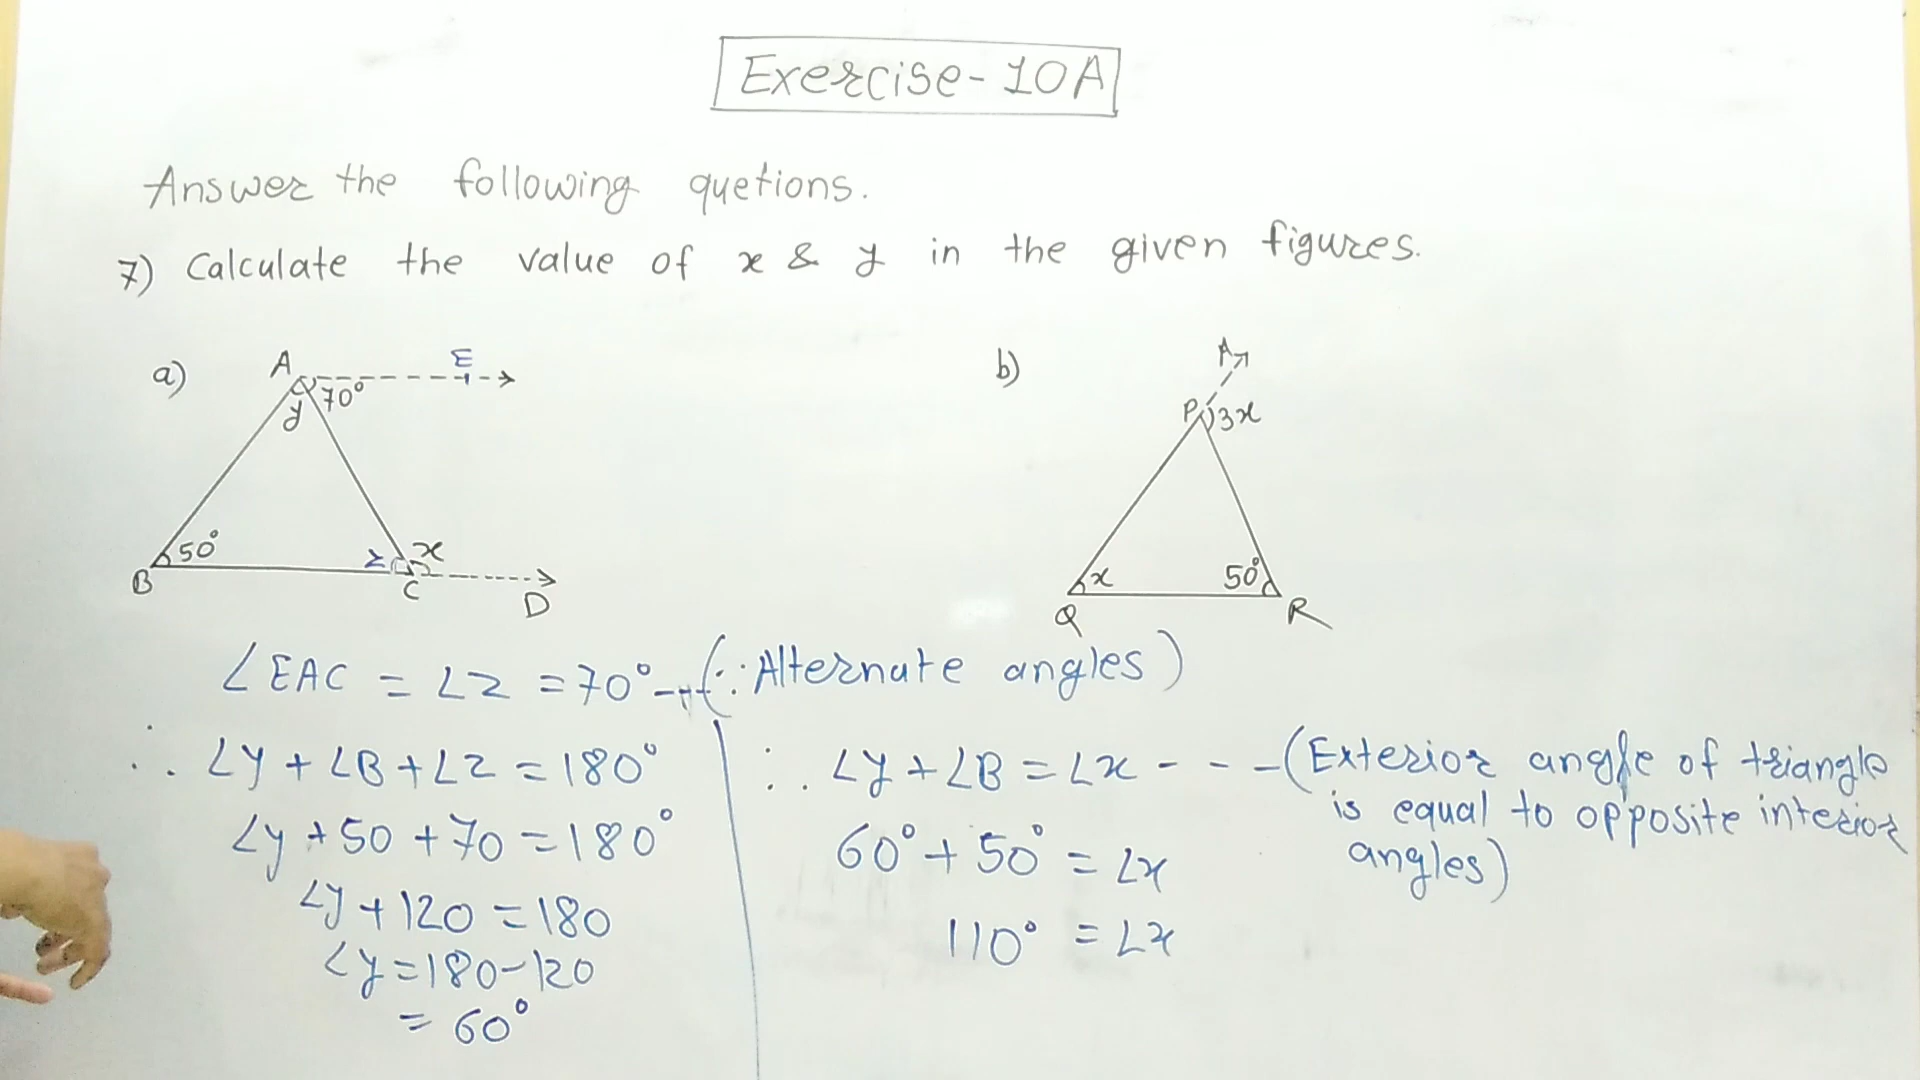 Exercise-10A
Answer the following quetions.
7) Calculate the value of x & y in the given figures.
a)
A
E
70°
y
50°
z
x
B
C
D
b)
A
P
3x
x
50°
Q
R
∠EAC = ∠z = 70° --- (∵ Alternate angles)
∴ ∠y + ∠B + ∠z = 180°
∠y + 50 + 70 = 180°
∠y + 120 = 180
∠y = 180 - 120
= 60°
∴ ∠y + ∠B = ∠x - - - (Exterior angle of triangle
is equal to opposite interior
angles)
60° + 50° = ∠x
110° = ∠x